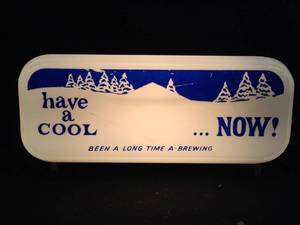 have
a
COOL ... NOW!
BEEN A LONG TIME A-BREWING